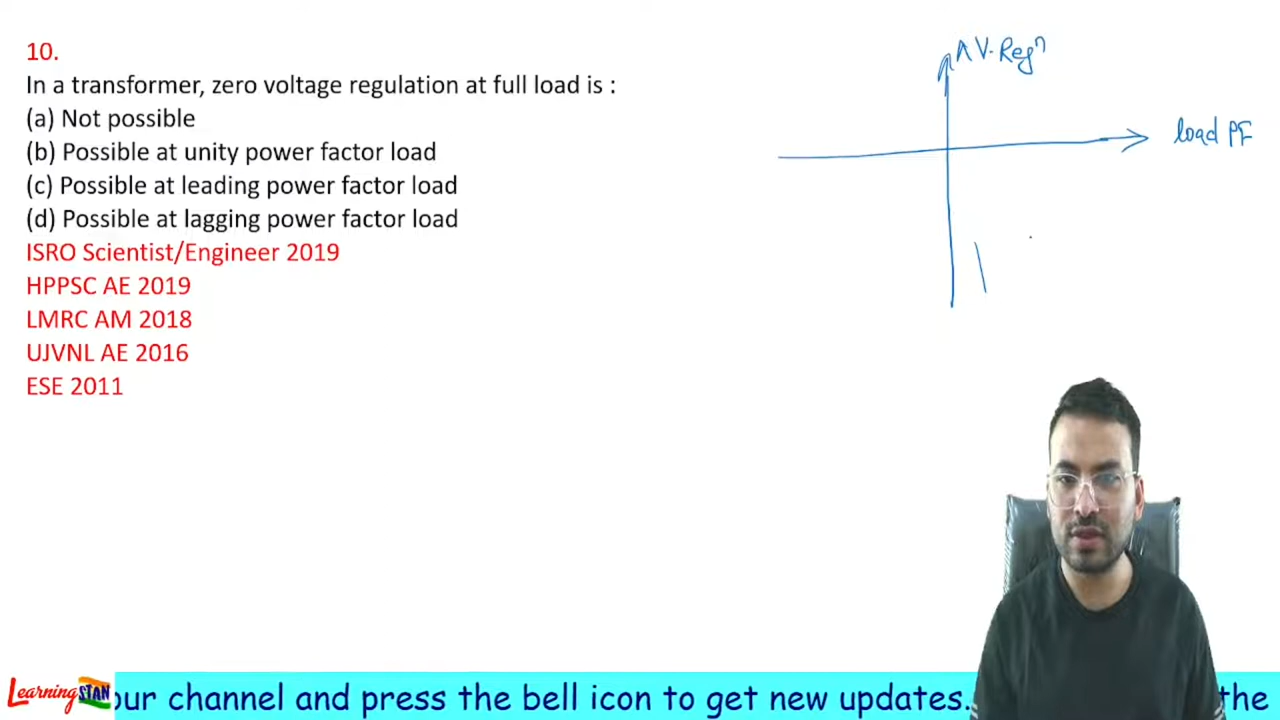 10.
In a transformer, zero voltage regulation at full load is :
(a) Not possible
(b) Possible at unity power factor load
(c) Possible at leading power factor load
(d) Possible at lagging power factor load
ISRO Scientist/Engineer 2019
HPPSC AE 2019
LMRC AM 2018
UJVNL AE 2016
ESE 2011
V.Regⁿ
load PF
LearningSTAN
our channel and press the bell icon to get new updates.
the